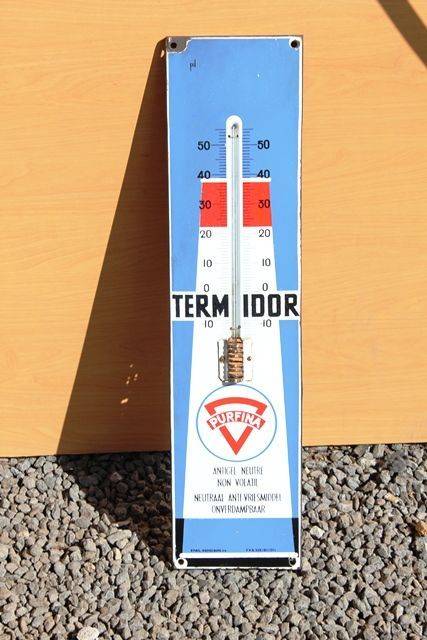 50 50
40 40
30 30
20 20
10 10
0 0
TERMIDOR
10 10
PURFINA
ANTIGEL NEUTRE
NON VOLATIL
NEUTRAAL ANTI VRIESMIDDEL
ONVERDAMPBAAR